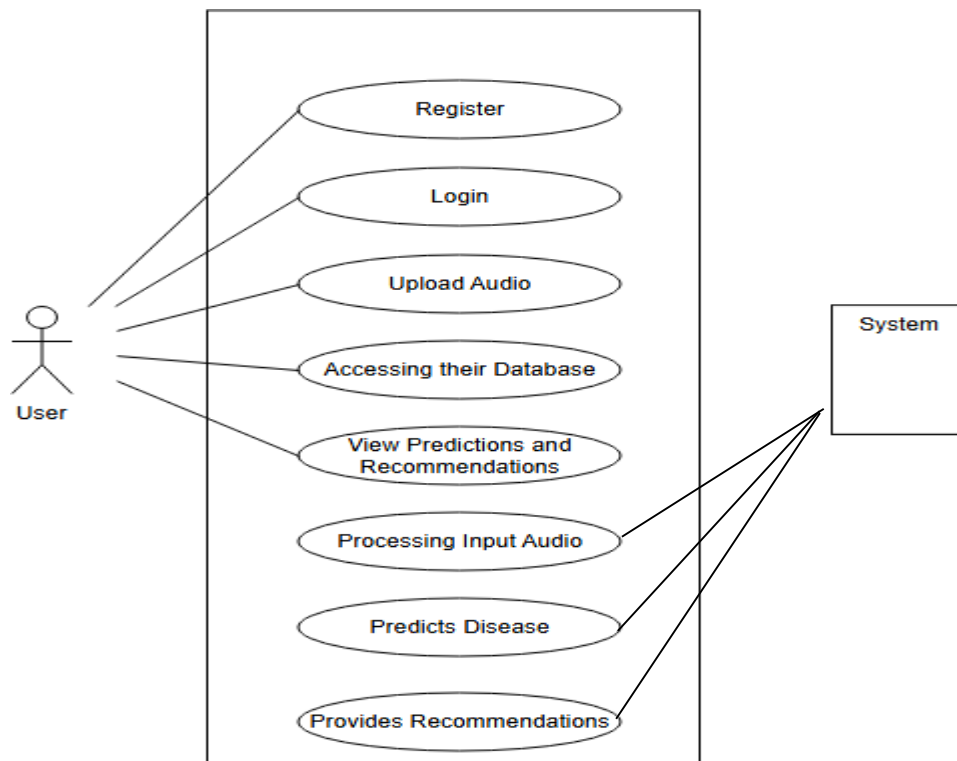 Register
Login
Upload Audio
System
Accessing their Database
User
View Predictions and
Recommendations
Processing Input Audio
Predicts Disease
Provides Recommendations